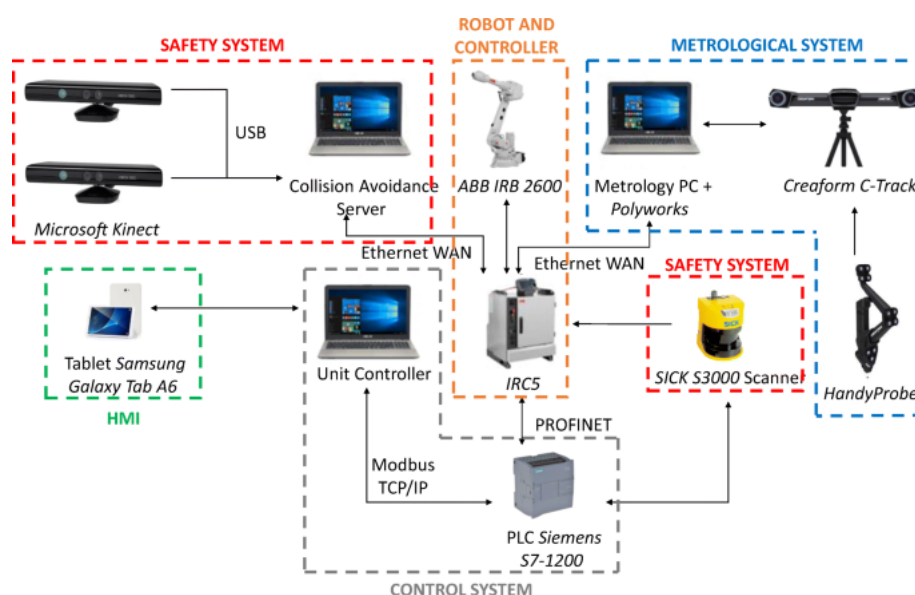 SAFETY SYSTEM
USB
Microsoft Kinect
Collision Avoidance
Server
ROBOT AND
CONTROLLER
ABB IRB 2600
METROLOGICAL SYSTEM
Metrology PC +
Polyworks
Creaform C-Track
Ethernet WAN
Ethernet WAN
SAFETY SYSTEM
SICK
SICK S3000 Scanner
HandyProbe
Tablet Samsung
Galaxy Tab A6
HMI
Unit Controller
IRC5
PROFINET
Modbus
TCP/IP
PLC Siemens
S7-1200
CONTROL SYSTEM